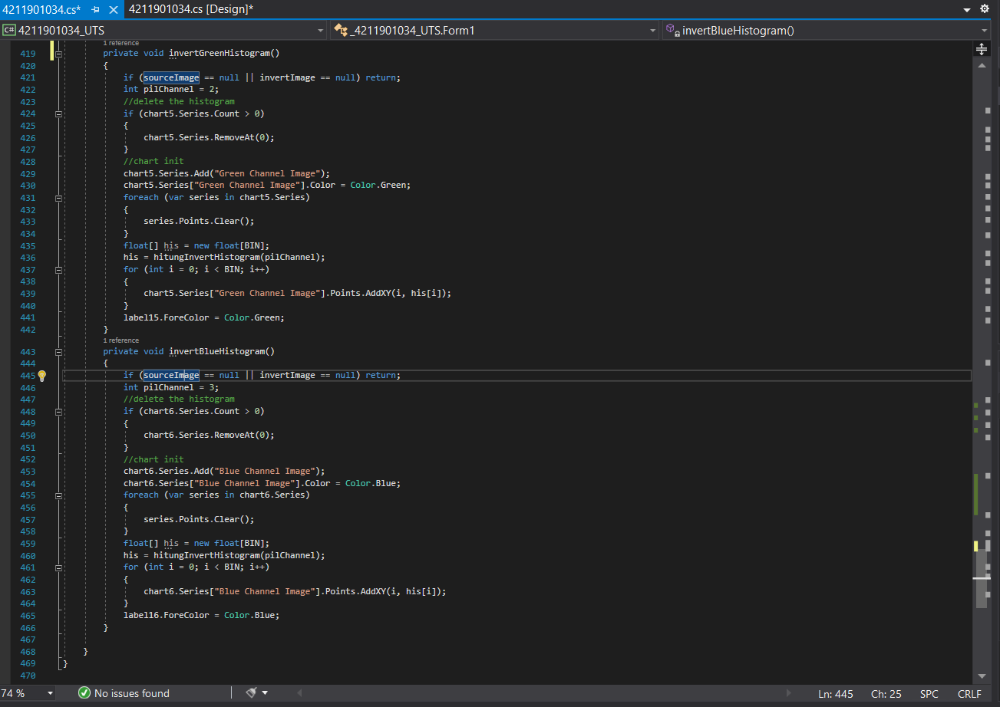 4211901034.cs*
4211901034.cs [Design]*
C# 4211901034_UTS
_4211901034_UTS.Form1
invertBlueHistogram()
1 reference
419 private void invertGreenHistogram()
420 {
421 if (sourceImage == null || invertImage == null) return;
422 int pilChannel = 2;
423 //delete the histogram
424 if (chart5.Series.Count > 0)
425 {
426 chart5.Series.RemoveAt(0);
427 }
428 //chart init
429 chart5.Series.Add("Green Channel Image");
430 chart5.Series["Green Channel Image"].Color = Color.Green;
431 foreach (var series in chart5.Series)
432 {
433 series.Points.Clear();
434 }
435 float[] his = new float[BIN];
436 his = hitungInvertHistogram(pilChannel);
437 for (int i = 0; i < BIN; i++)
438 {
439 chart5.Series["Green Channel Image"].Points.AddXY(i, his[i]);
440 }
441 label15.ForeColor = Color.Green;
442 }
1 reference
443 private void invertBlueHistogram()
444 {
445 if (sourceImage == null || invertImage == null) return;
446 int pilChannel = 3;
447 //delete the histogram
448 if (chart6.Series.Count > 0)
449 {
450 chart6.Series.RemoveAt(0);
451 }
452 //chart init
453 chart6.Series.Add("Blue Channel Image");
454 chart6.Series["Blue Channel Image"].Color = Color.Blue;
455 foreach (var series in chart6.Series)
456 {
457 series.Points.Clear();
458 }
459 float[] his = new float[BIN];
460 his = hitungInvertHistogram(pilChannel);
461 for (int i = 0; i < BIN; i++)
462 {
463 chart6.Series["Blue Channel Image"].Points.AddXY(i, his[i]);
464 }
465 label16.ForeColor = Color.Blue;
466 }
467
468 }
469 }
470
74 % No issues found Ln: 445 Ch: 25 SPC CRLF